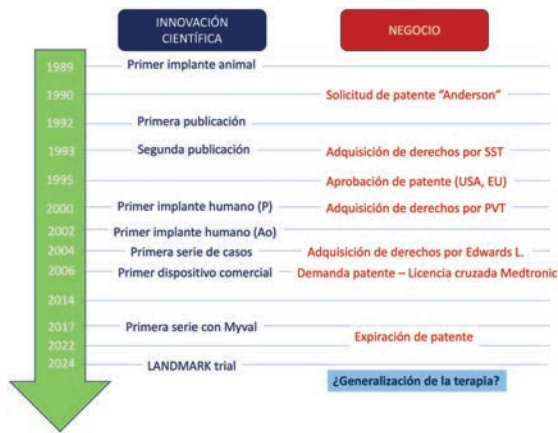 INNOVACIÓN
CIENTÍFICA
NEGOCIO
1989 Primer implante animal
1990 Solicitud de patente “Anderson”
1992 Primera publicación
1993 Segunda publicación Adquisición de derechos por SST
1995 Aprobación de patente (USA, EU)
2000 Primer implante humano (P) Adquisición de derechos por PVT
2002 Primer implante humano (Ao)
2004 Primera serie de casos Adquisición de derechos por Edwards L.
2006 Primer dispositivo comercial Demanda patente – Licencia cruzada Medtronic
2014
2017 Primera serie con Myval
Expiración de patente
2022
2024 LANDMARK trial
¿Generalización de la terapia?